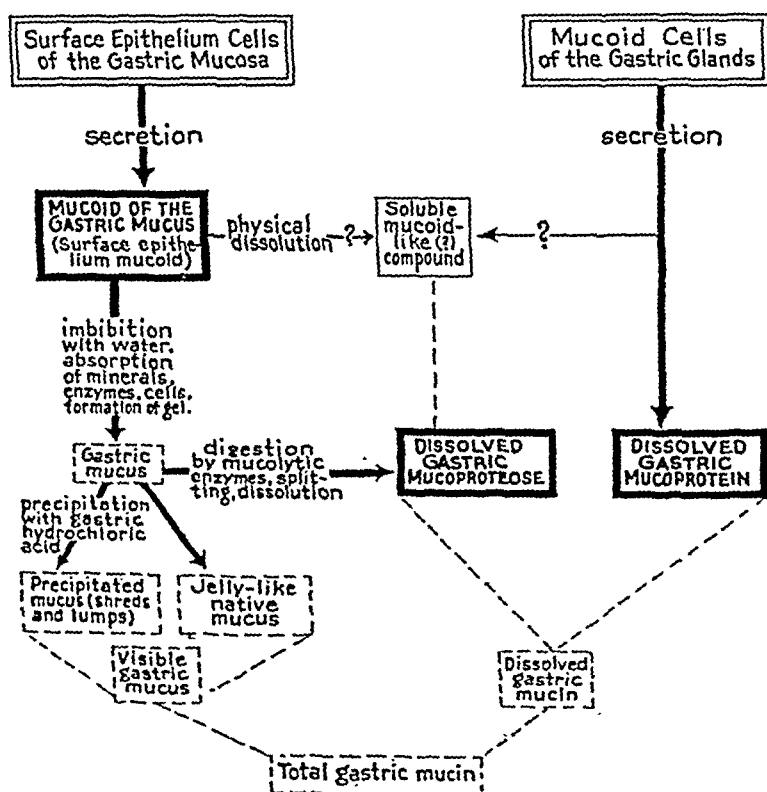 Surface Epithelium Cells
of the Gastric Mucosa
Mucoid Cells
of the Gastric Glands
secretion
secretion
MUCOID OF THE
GASTRIC MUCUS
(Surface epithe-
lium mucoid)
physical
dissolution
?
Soluble
mucoid-
like (?)
compound
?
imbibition
with water,
absorption
of minerals,
enzymes, cells,
formation of gel.
Gastric
mucus
digestion
by mucolytic
enzymes, split-
ting, dissolution
DISSOLVED
GASTRIC
MUCOPROTEOSE
DISSOLVED
GASTRIC
MUCOPROTEIN
precipitation
with gastric
hydrochloric
acid
Precipitated
mucus (shreds
and lumps)
Jelly-like
native
mucus
Visible
gastric
mucus
Dissolved
gastric
mucin
Total gastric mucin